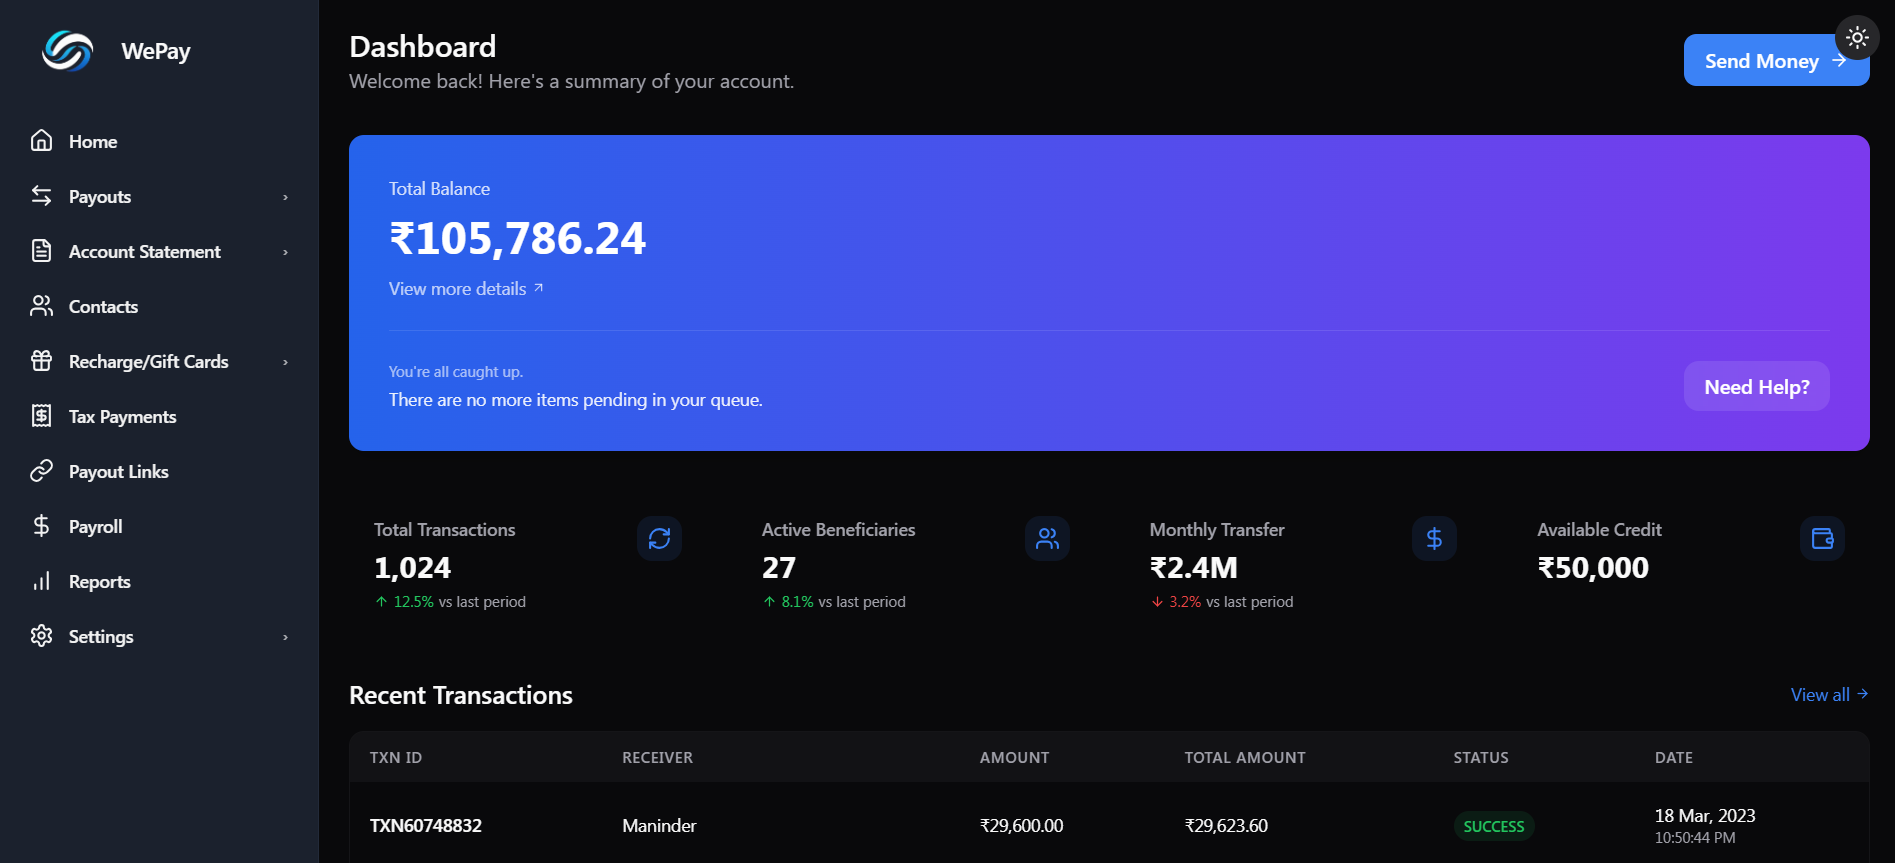 WePay
Home
Payouts
Account Statement
Contacts
Recharge/Gift Cards
Tax Payments
Payout Links
Payroll
Reports
Settings
Dashboard
Welcome back! Here's a summary of your account.
Send Money →
Total Balance
₹105,786.24
View more details ↗
You're all caught up.
There are no more items pending in your queue.
Need Help?
Total Transactions
1,024
↑ 12.5% vs last period
Active Beneficiaries
27
↑ 8.1% vs last period
Monthly Transfer
₹2.4M
↓ 3.2% vs last period
Available Credit
₹50,000
Recent Transactions
View all →
TXN ID RECEIVER AMOUNT TOTAL AMOUNT STATUS DATE
TXN60748832 Maninder ₹29,600.00 ₹29,623.60 SUCCESS 18 Mar, 2023
10:50:44 PM